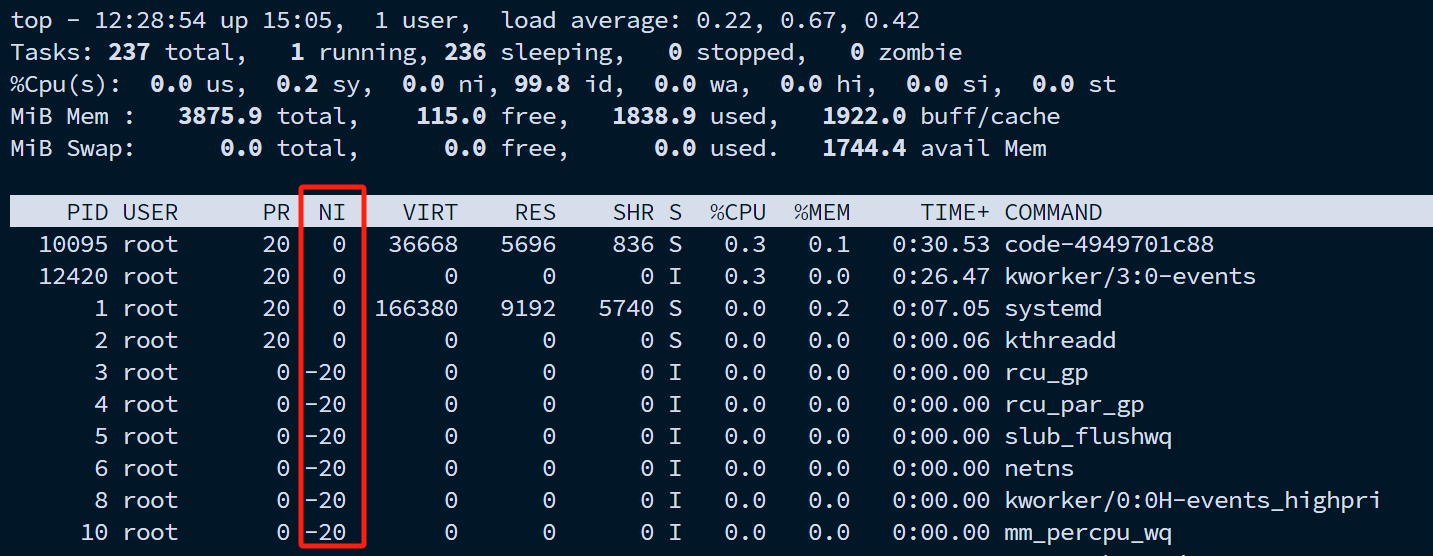 top - 12:28:54 up 15:05,  1 user,  load average: 0.22, 0.67, 0.42
Tasks: 237 total,   1 running, 236 sleeping,   0 stopped,   0 zombie
%Cpu(s):  0.0 us,  0.2 sy,  0.0 ni, 99.8 id,  0.0 wa,  0.0 hi,  0.0 si,  0.0 st
MiB Mem :   3875.9 total,    115.0 free,   1838.9 used,   1922.0 buff/cache
MiB Swap:      0.0 total,      0.0 free,      0.0 used.   1744.4 avail Mem
    PID USER      PR  NI    VIRT    RES    SHR S  %CPU  %MEM     TIME+ COMMAND
  10095 root      20   0   36668   5696    836 S   0.3   0.1   0:30.53 code-4949701c88
  12420 root      20   0       0      0      0 I   0.3   0.0   0:26.47 kworker/3:0-events
      1 root      20   0  166380   9192   5740 S   0.0   0.2   0:07.05 systemd
      2 root      20   0       0      0      0 S   0.0   0.0   0:00.06 kthreadd
      3 root       0 -20       0      0      0 I   0.0   0.0   0:00.00 rcu_gp
      4 root       0 -20       0      0      0 I   0.0   0.0   0:00.00 rcu_par_gp
      5 root       0 -20       0      0      0 I   0.0   0.0   0:00.00 slub_flushwq
      6 root       0 -20       0      0      0 I   0.0   0.0   0:00.00 netns
      8 root       0 -20       0      0      0 I   0.0   0.0   0:00.00 kworker/0:0H-events_highpri
     10 root       0 -20       0      0      0 I   0.0   0.0   0:00.00 mm_percpu_wq